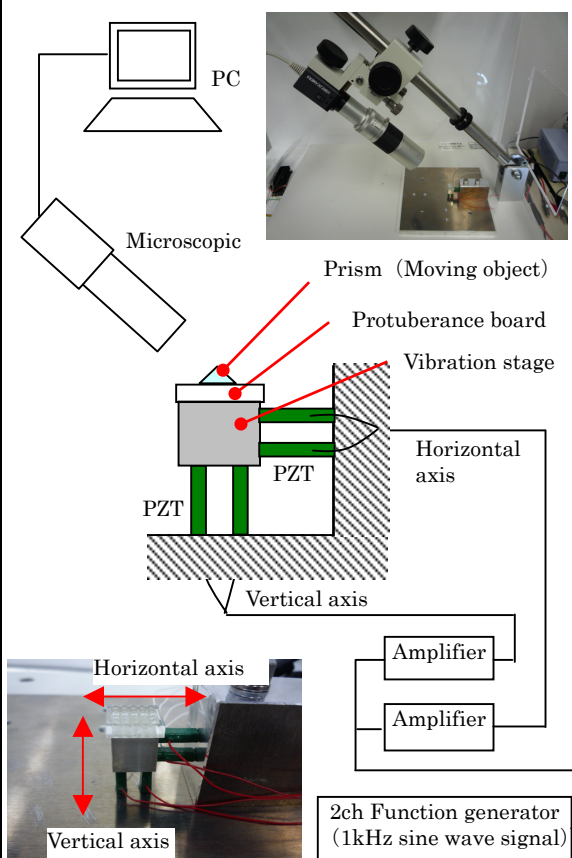 PC
Microscopic
Prism（Moving object）
Protuberance board
Vibration stage
Horizontal
axis
PZT
PZT
Vertical axis
Amplifier
Amplifier
Horizontal axis
Vertical axis
2ch Function generator
（1kHz sine wave signal）